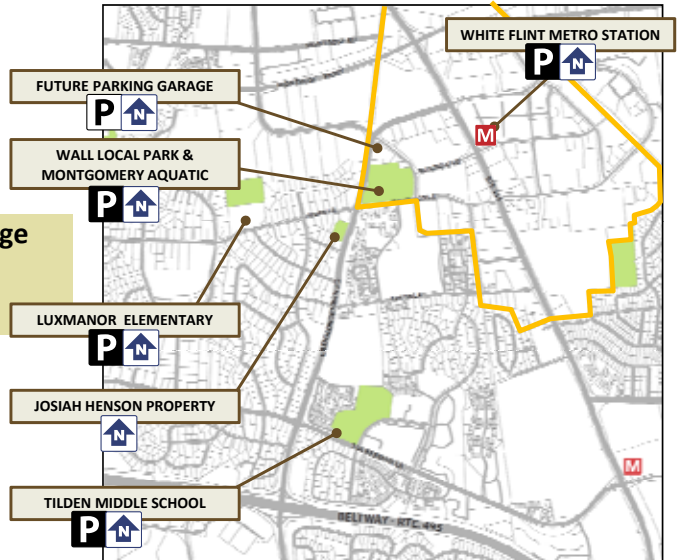 WHITE FLINT METRO STATION
P N
FUTURE PARKING GARAGE
P N
M
WALL LOCAL PARK &
MONTGOMERY AQUATIC
P N
ge
LUXMANOR ELEMENTARY
P N
JOSIAH HENSON PROPERTY
N
M
TILDEN MIDDLE SCHOOL
P N
BELTWAY - RTE. 495